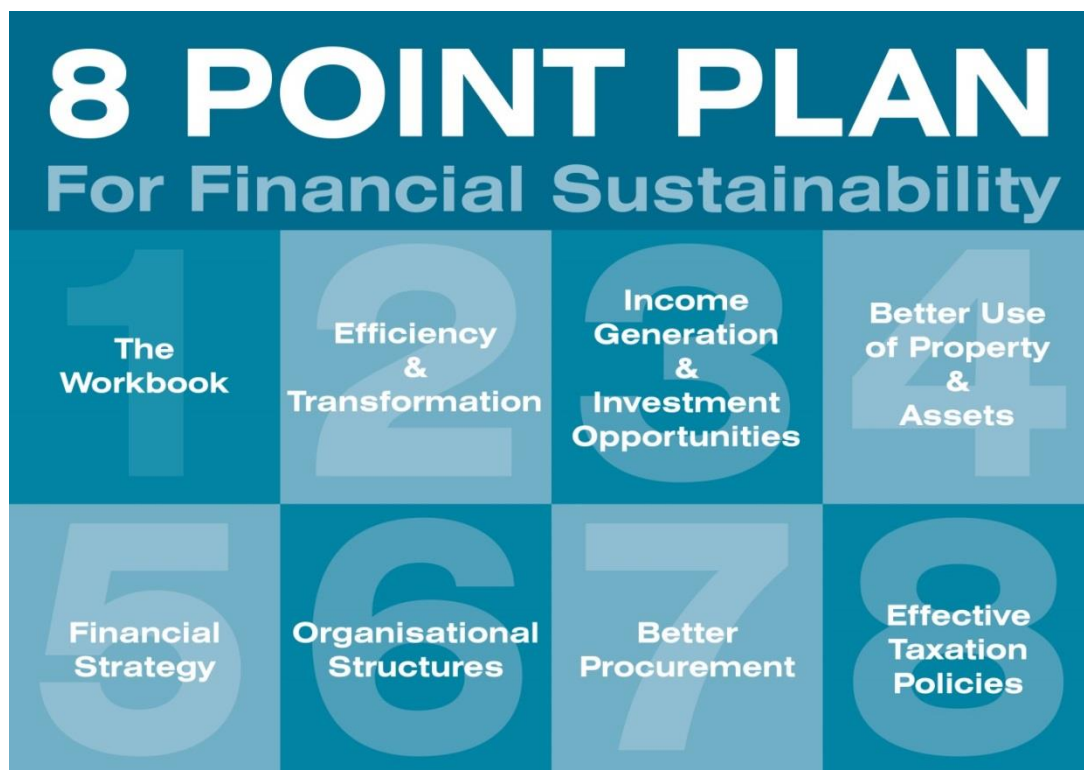 8 POINT PLAN
For Financial Sustainability
1
The
Workbook
2
Efficiency
&
Transformation
3
Income
Generation
&
Investment
Opportunities
4
Better Use
of Property
&
Assets
5
Financial
Strategy
6
Organisational
Structures
7
Better
Procurement
8
Effective
Taxation
Policies